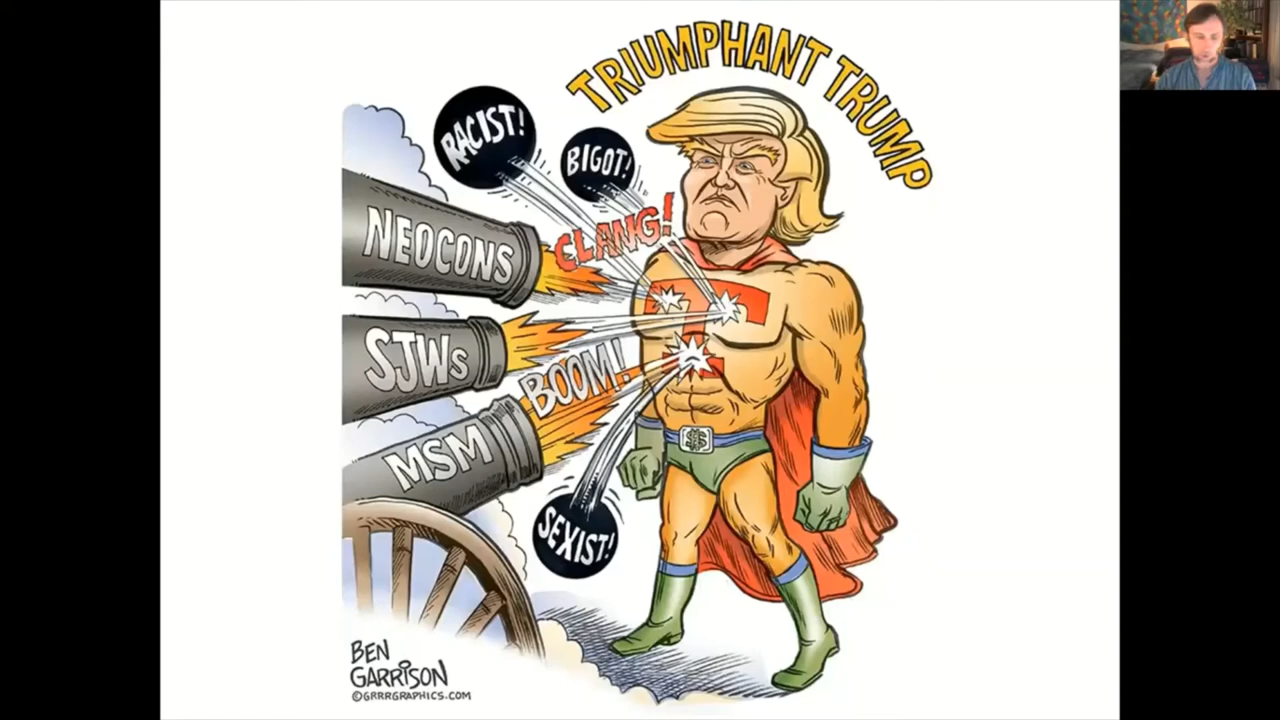 TRIUMPHANT TRUMP
RACIST!
BIGOT!
CLANG!
NEOCONS
SJWs
BOOM!
MSM
SEXIST!
$
BEN
GARRISON
©GRRRGRAPHICS.COM